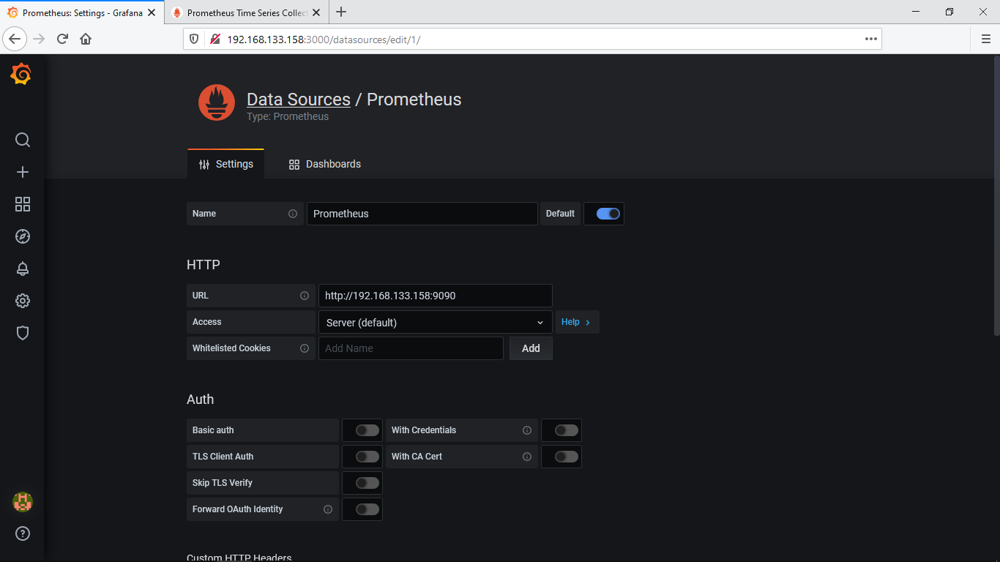 Prometheus: Settings - Grafana
Prometheus Time Series Collec
192.168.133.158:3000/datasources/edit/1/
Data Sources / Prometheus
Type: Prometheus
Settings Dashboards
Name Prometheus Default
HTTP
URL http://192.168.133.158:9090
Access Server (default) Help
Whitelisted Cookies Add Name Add
Auth
Basic auth With Credentials
TLS Client Auth With CA Cert
Skip TLS Verify
Forward OAuth Identity
Custom HTTP Headers